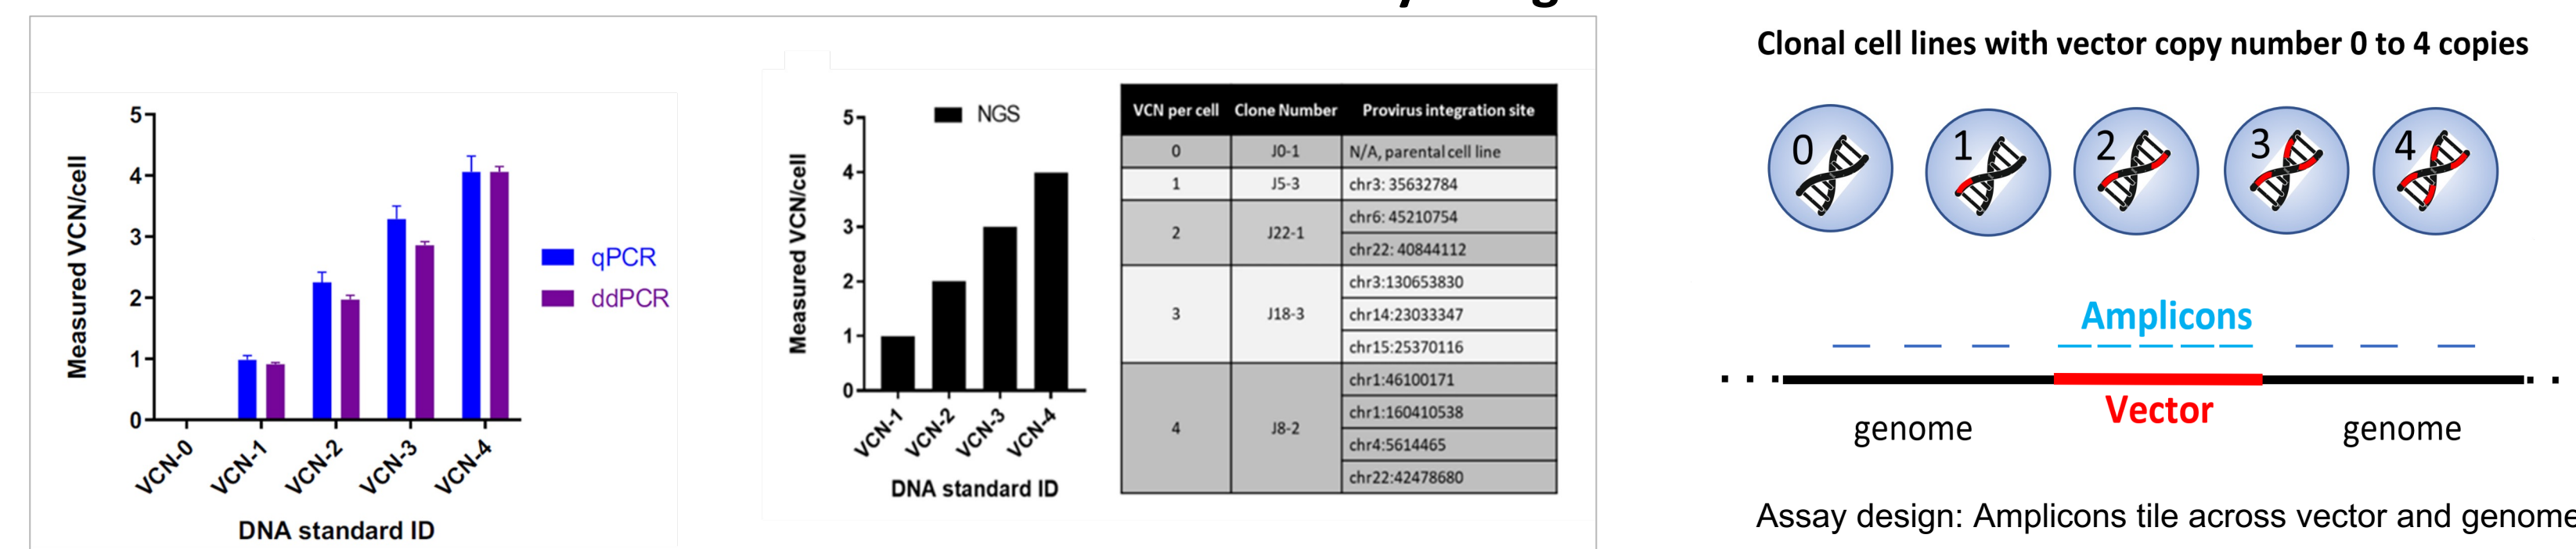 5
4
3
2
1
0
Measured VCN/cell
VCN-0
VCN-1
VCN-2
VCN-3
VCN-4
DNA standard ID
qPCR
ddPCR
NGS
5
4
3
2
1
0
Measured VCN/cell
VCN-1
VCN-2
VCN-3
VCN-4
DNA standard ID
VCN per cell Clone Number Provirus integration site
0 J0-1 N/A, parental cell line
1 J5-3 chr3: 35632784
2 J22-1 chr6: 45210754
chr22: 40844112
3 J18-3 chr3:130653830
chr14:23033347
chr15:25370116
4 J8-2 chr1:46100171
chr1:160410538
chr4:5614465
chr22:42478680
Clonal cell lines with vector copy number 0 to 4 copies
0 1 2 3 4
Amplicons
Vector
genome genome
Assay design: Amplicons tile across vector and genome